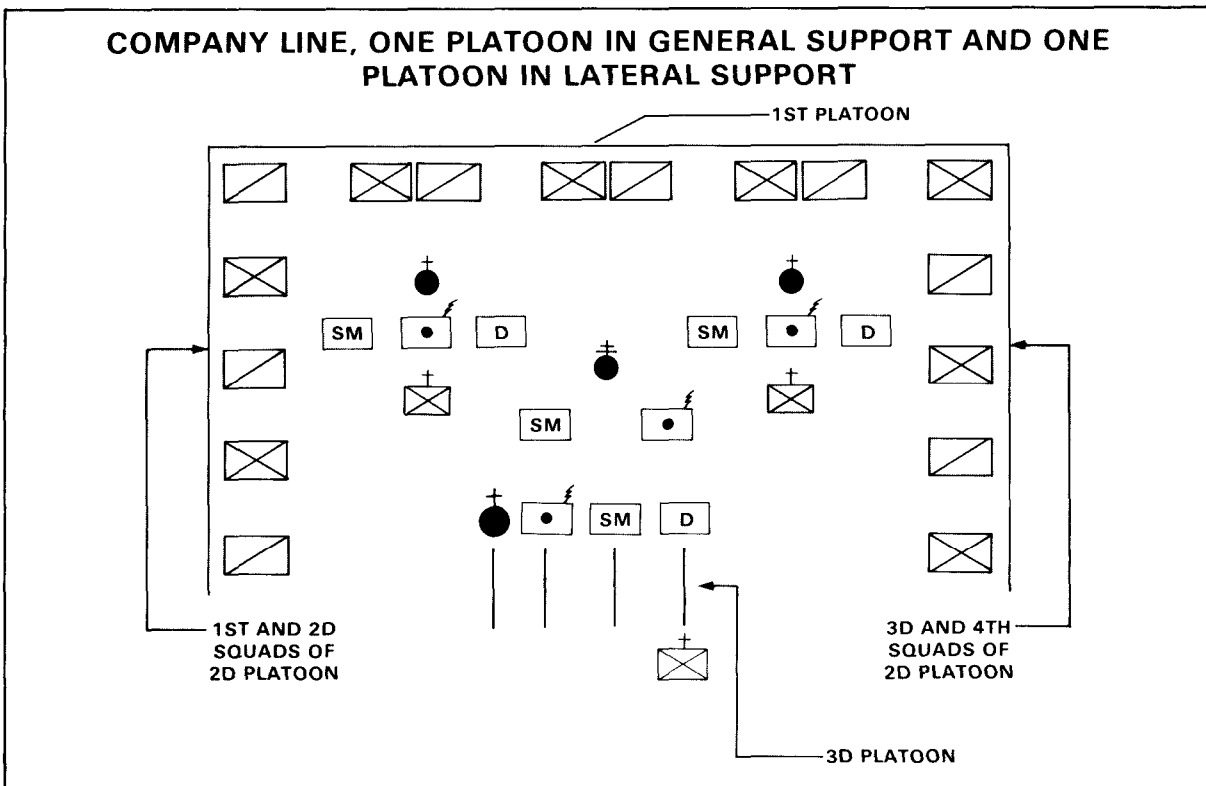 COMPANY LINE, ONE PLATOON IN GENERAL SUPPORT AND ONE
PLATOON IN LATERAL SUPPORT
1ST PLATOON
SM
D
SM
D
SM
SM
D
1ST AND 2D
SQUADS OF
2D PLATOON
3D AND 4TH
SQUADS OF
2D PLATOON
3D PLATOON